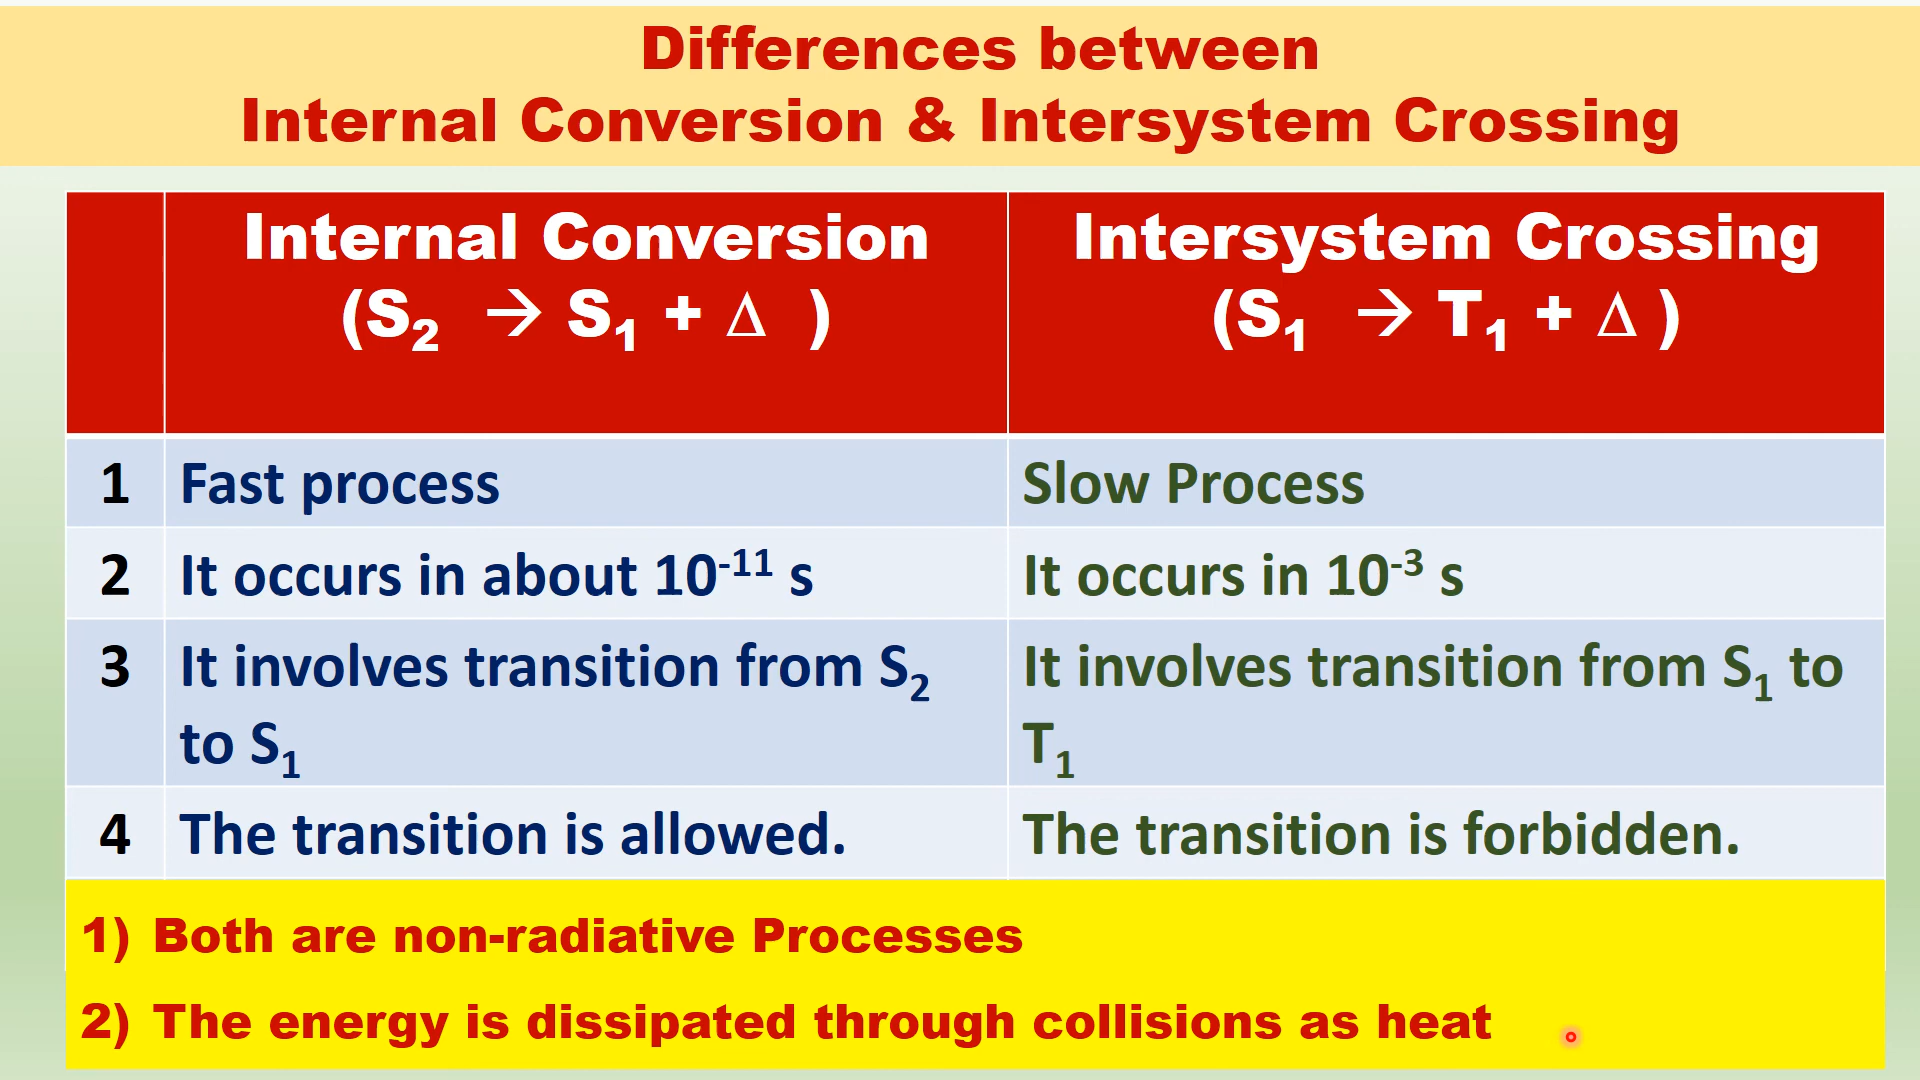 Differences between
Internal Conversion & Intersystem Crossing
Internal Conversion
(S₂ → S₁ + Δ )
Intersystem Crossing
(S₁ → T₁ + Δ )
1
Fast process
Slow Process
2
It occurs in about 10⁻¹¹ s
It occurs in 10⁻³ s
3
It involves transition from S₂
to S₁
It involves transition from S₁ to
T₁
4
The transition is allowed.
The transition is forbidden.
1) Both are non-radiative Processes
2) The energy is dissipated through collisions as heat